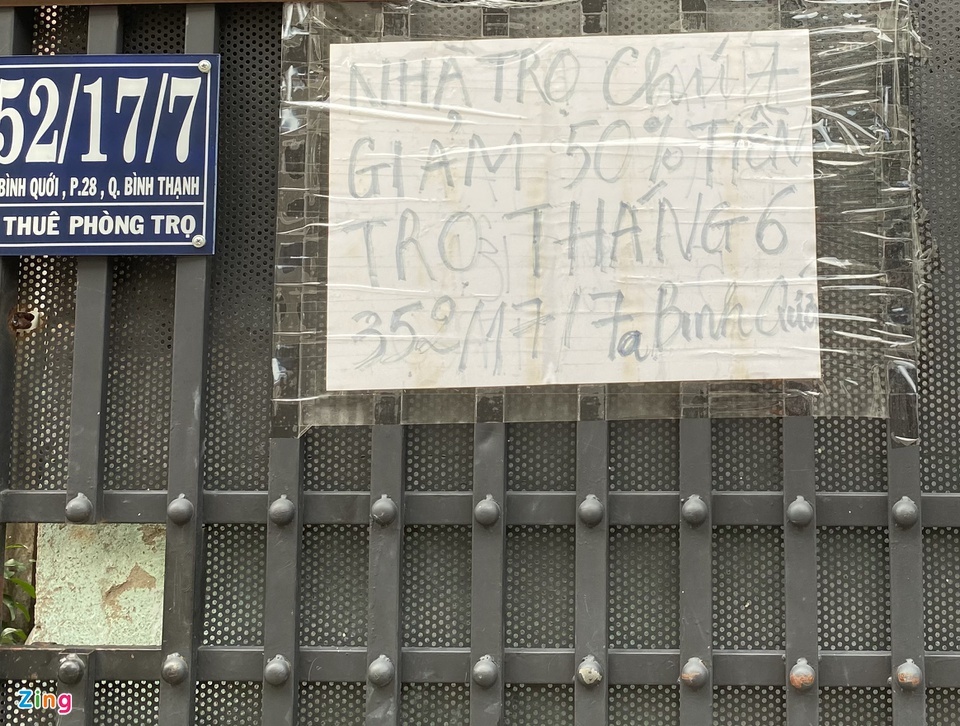 52/17/7
BÌNH QUỚI , P.28 , Q. BÌNH THẠNH
THUÊ PHÒNG TRỌ
NHÀ TRỌ Chú 7
GIẢM 50% TIỀN
TRỌ THÁNG 6
352/17/7a Bình Quới
Zing